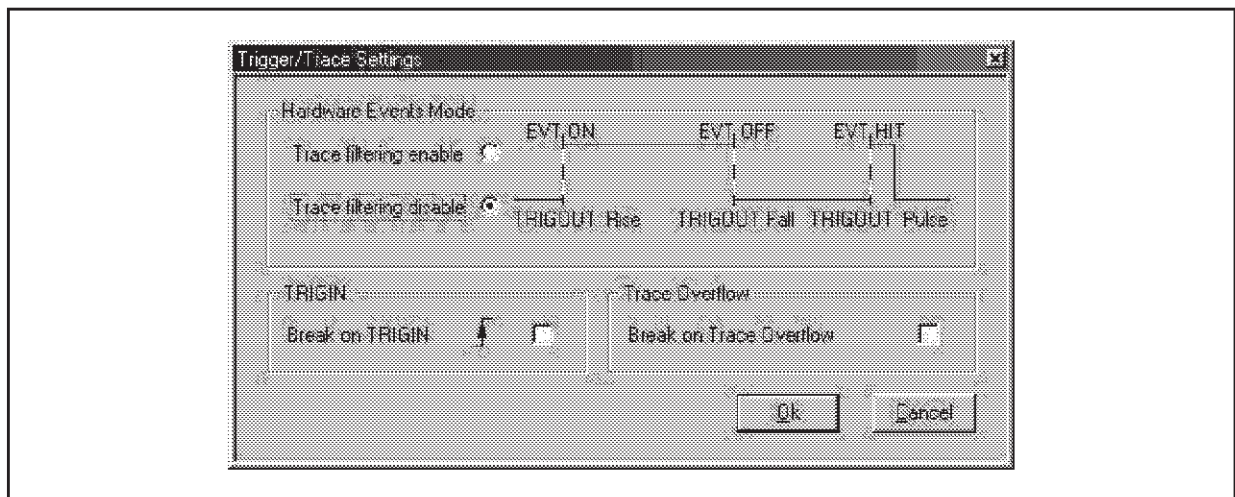 Trigger/Trace Settings
Hardware Events Mode
EVT_ON EVT_OFF EVT_HIT
Trace filtering enable
Trace filtering disable
TRIGOUT Rise TRIGOUT Fall TRIGOUT Pulse
TRIGIN
Break on TRIGIN
Trace Overflow
Break on Trace Overflow
Ok Cancel